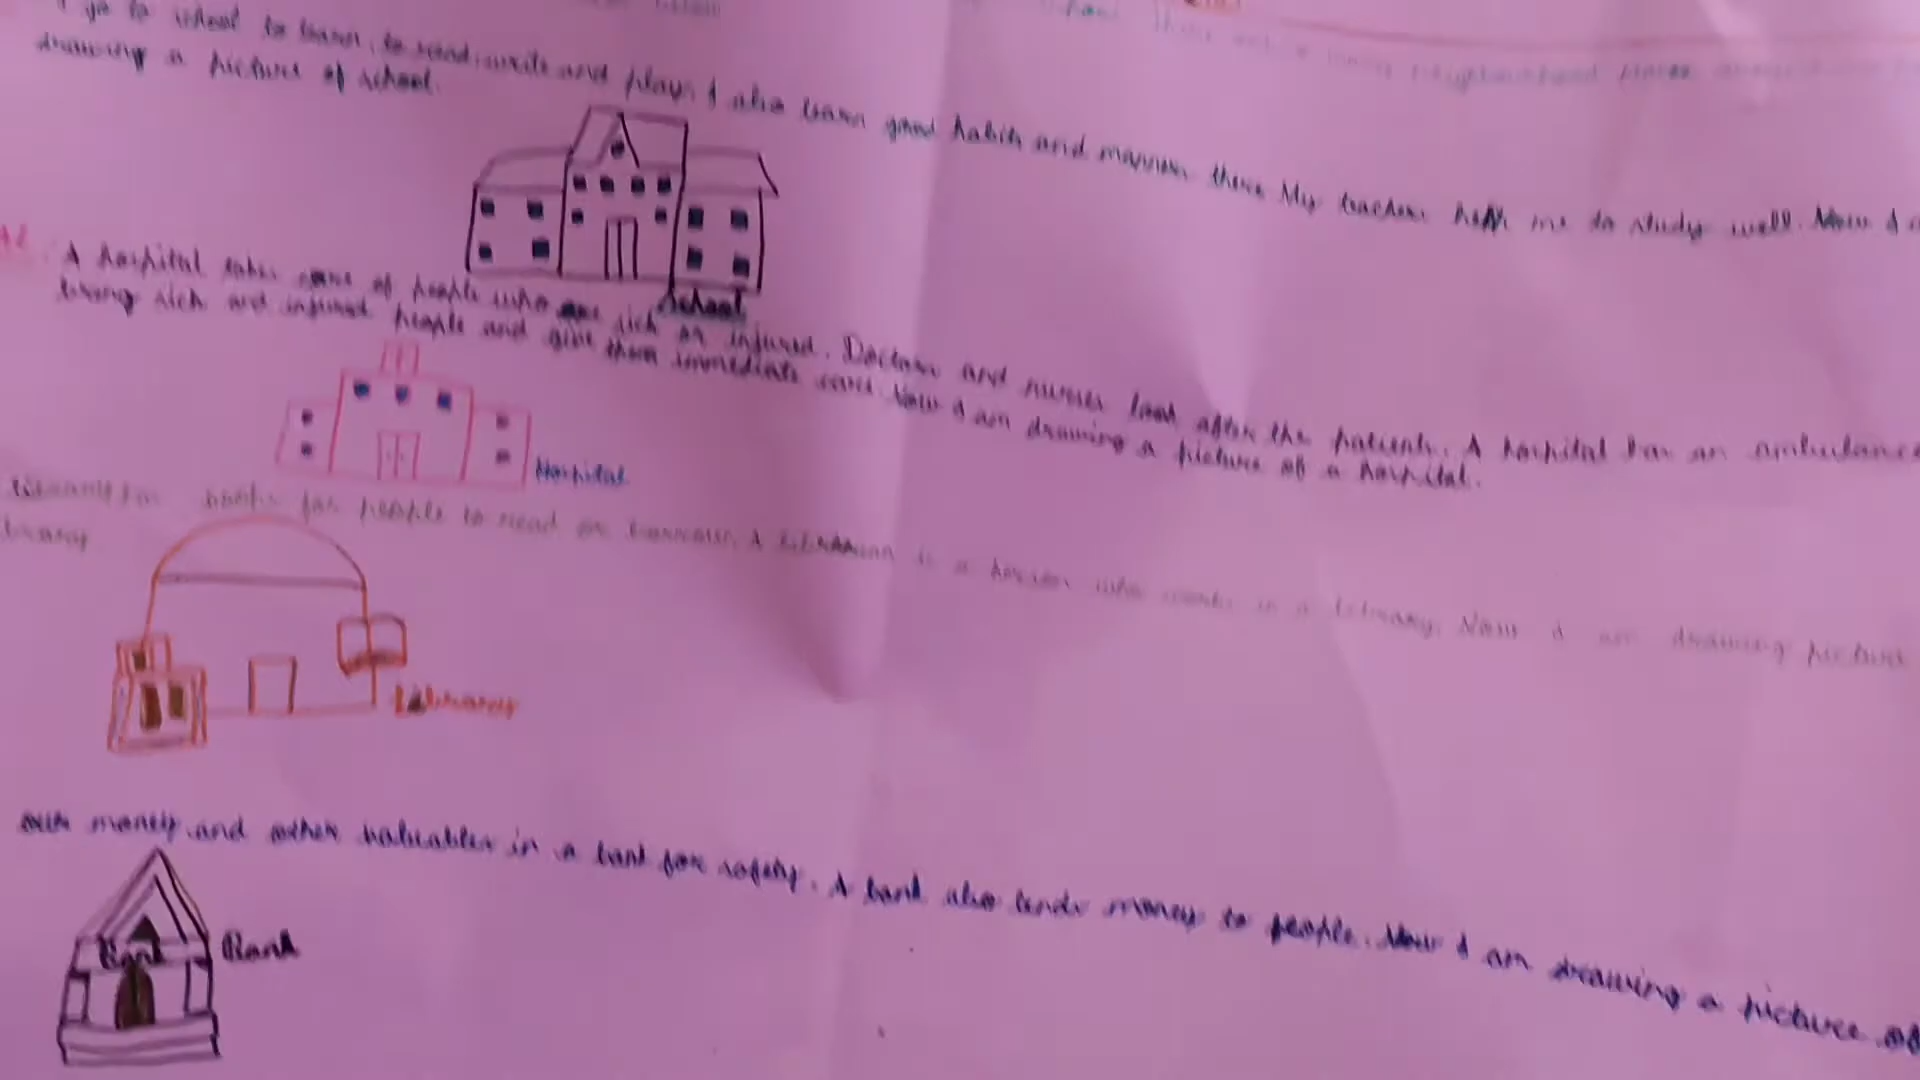 I go to school to learn, to read, write and play. I also learn good habits and manners there. My teachers help me to study well. Now I
drawing a picture of school.
School
A hospital takes care of people who are sick or injured. Doctors and nurses look after the patients. A hospital has an ambulance
bring sick and injured people and give them immediate care. Now I am drawing a picture of a hospital.
Hospital
books for people to read or borrow. A librarian is a person who works in a library. Now I am drawing picture
Library
our money and other valuables in a bank for safety. A bank also lends money to people. Now I am drawing a picture of
Bank
Bank